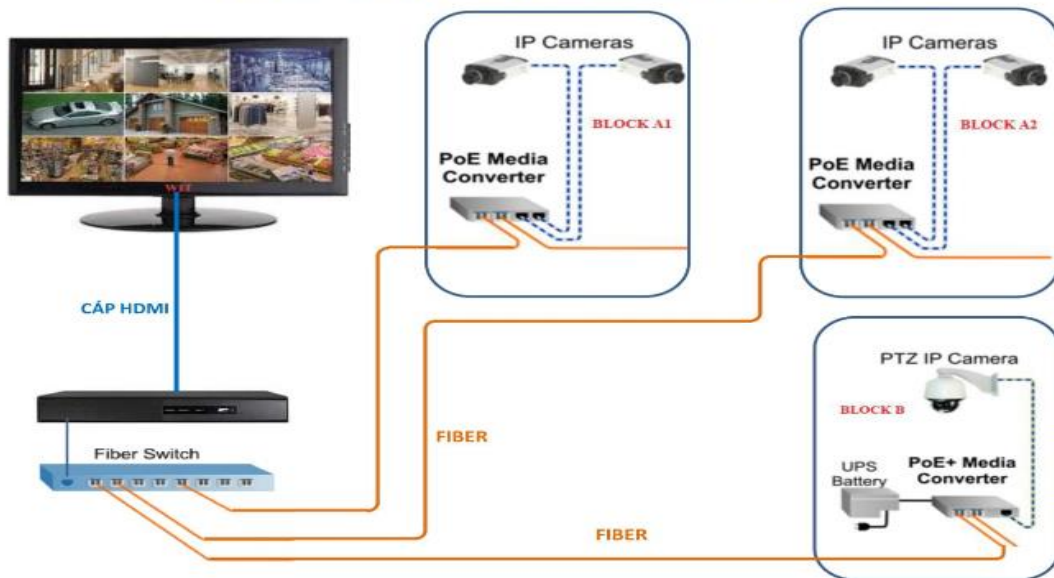 IP Cameras
BLOCK A1
PoE Media
Converter
IP Cameras
BLOCK A2
PoE Media
Converter
WIT
CÁP HDMI
Fiber Switch
FIBER
FIBER
PTZ IP Camera
BLOCK B
UPS
Battery
PoE+ Media
Converter